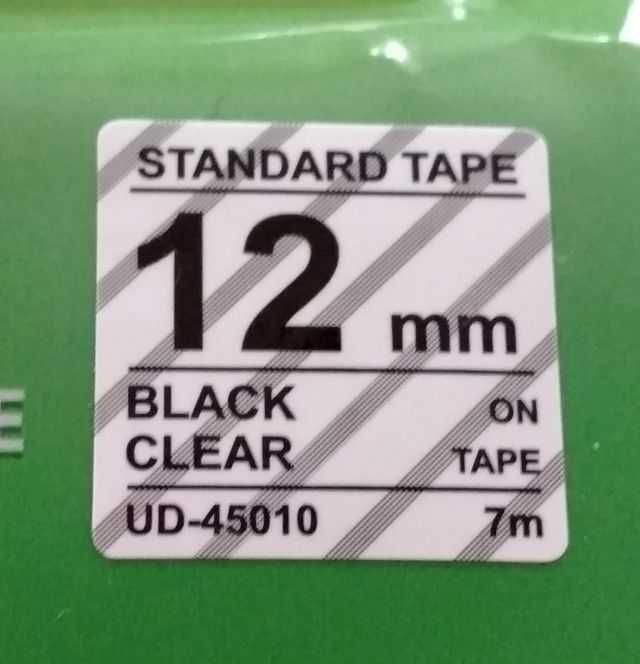 STANDARD TAPE
12 mm
BLACK ON
CLEAR TAPE
UD-45010 7m